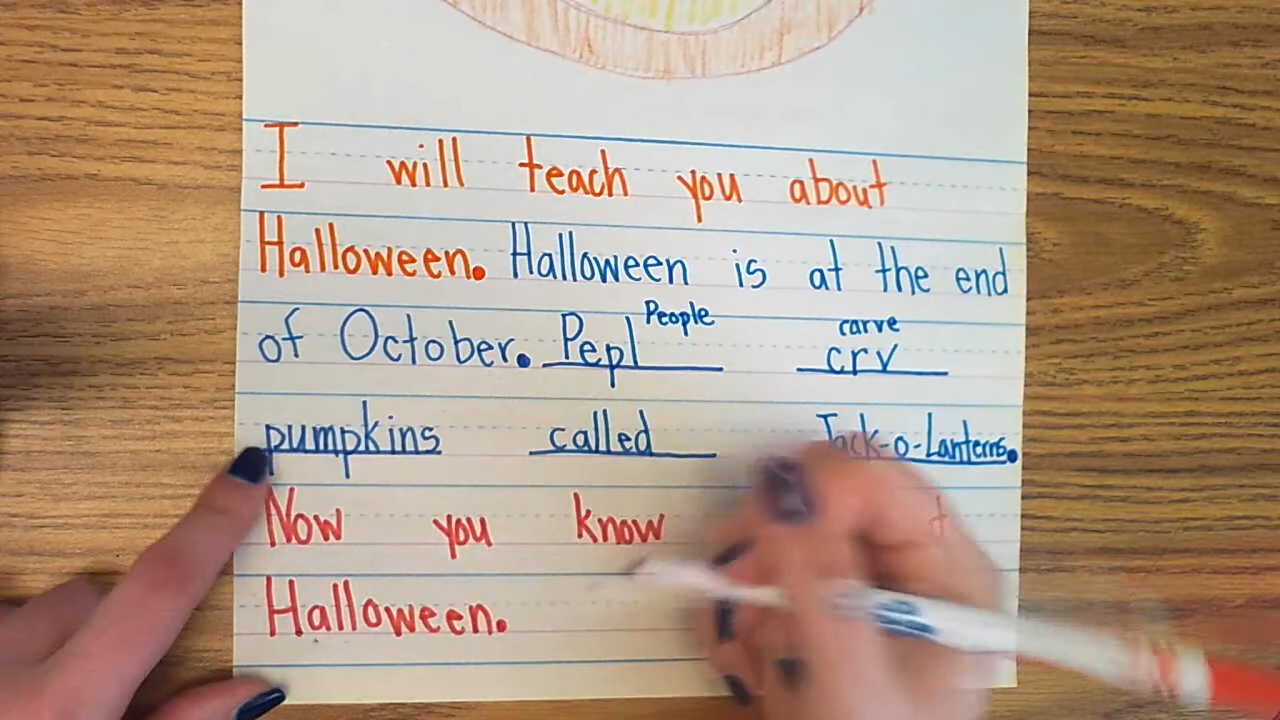 I will teach you about
Halloween. Halloween is at the end
People carve
of October. Pepl crv
pumpkins called Jack-o-Lanterns.
Now you know
Halloween.